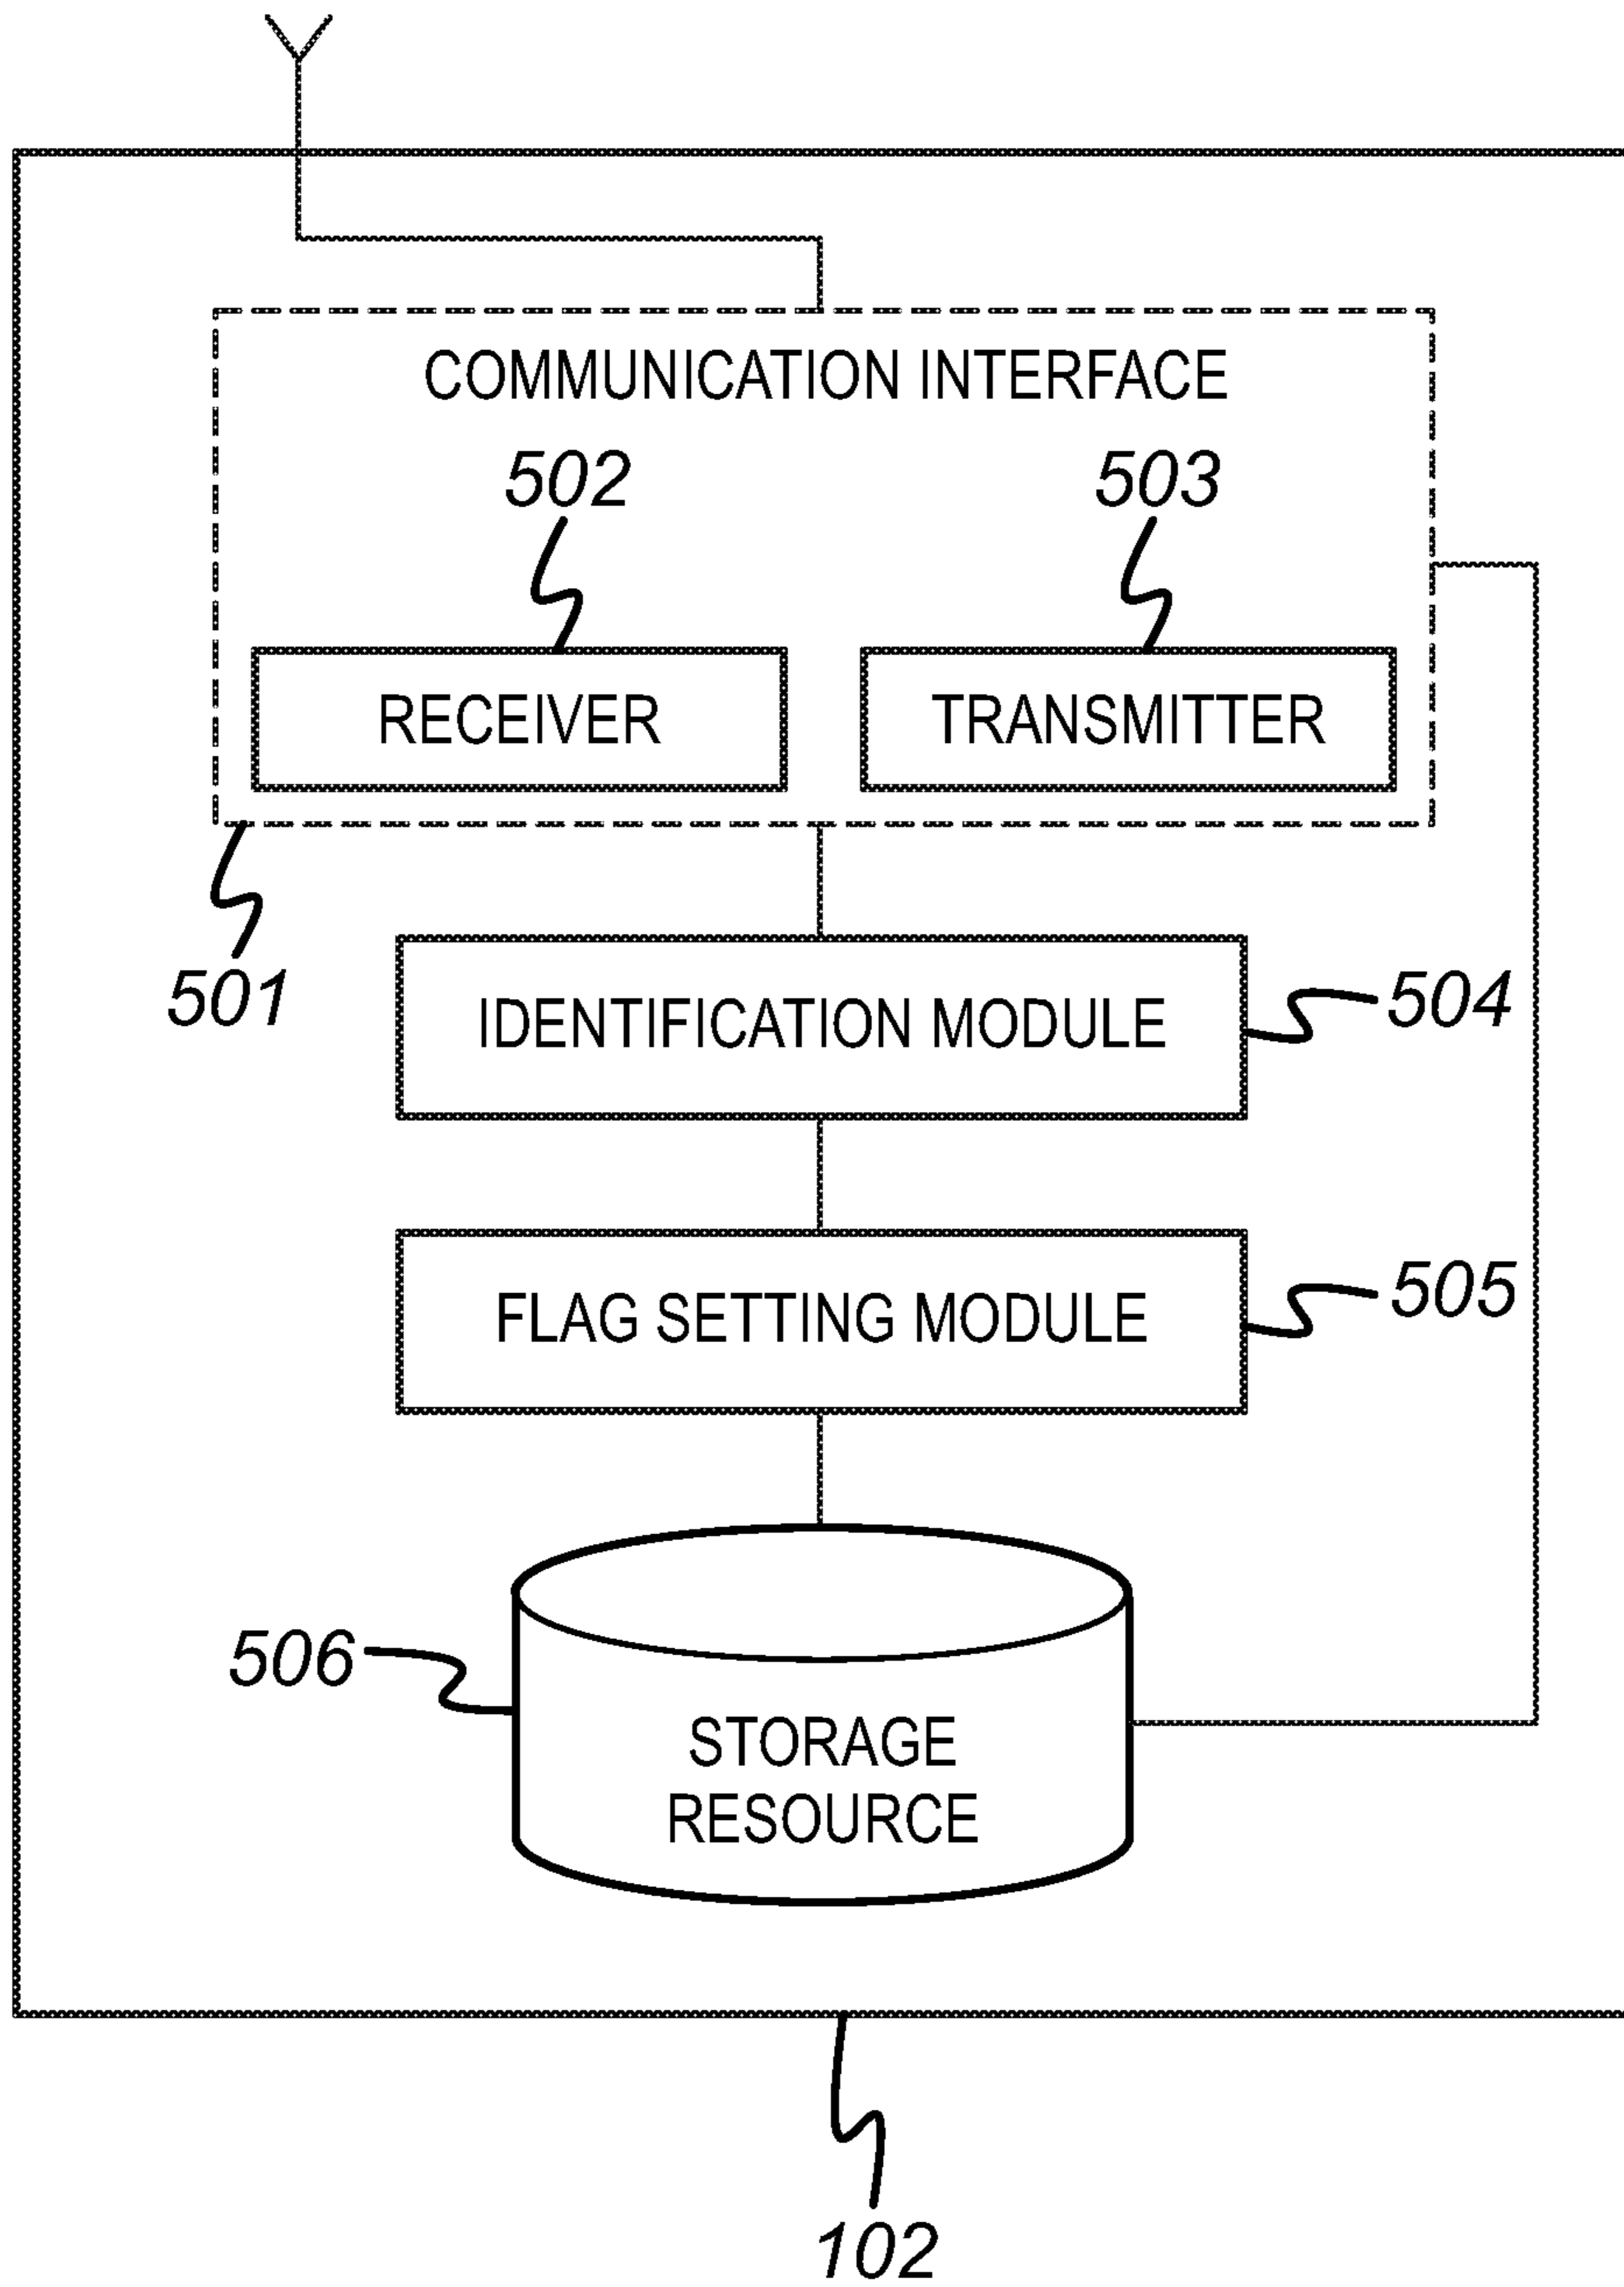 COMMUNICATION INTERFACE
502
503
RECEIVER
TRANSMITTER
501
IDENTIFICATION MODULE
504
FLAG SETTING MODULE
505
506
STORAGE
RESOURCE
102